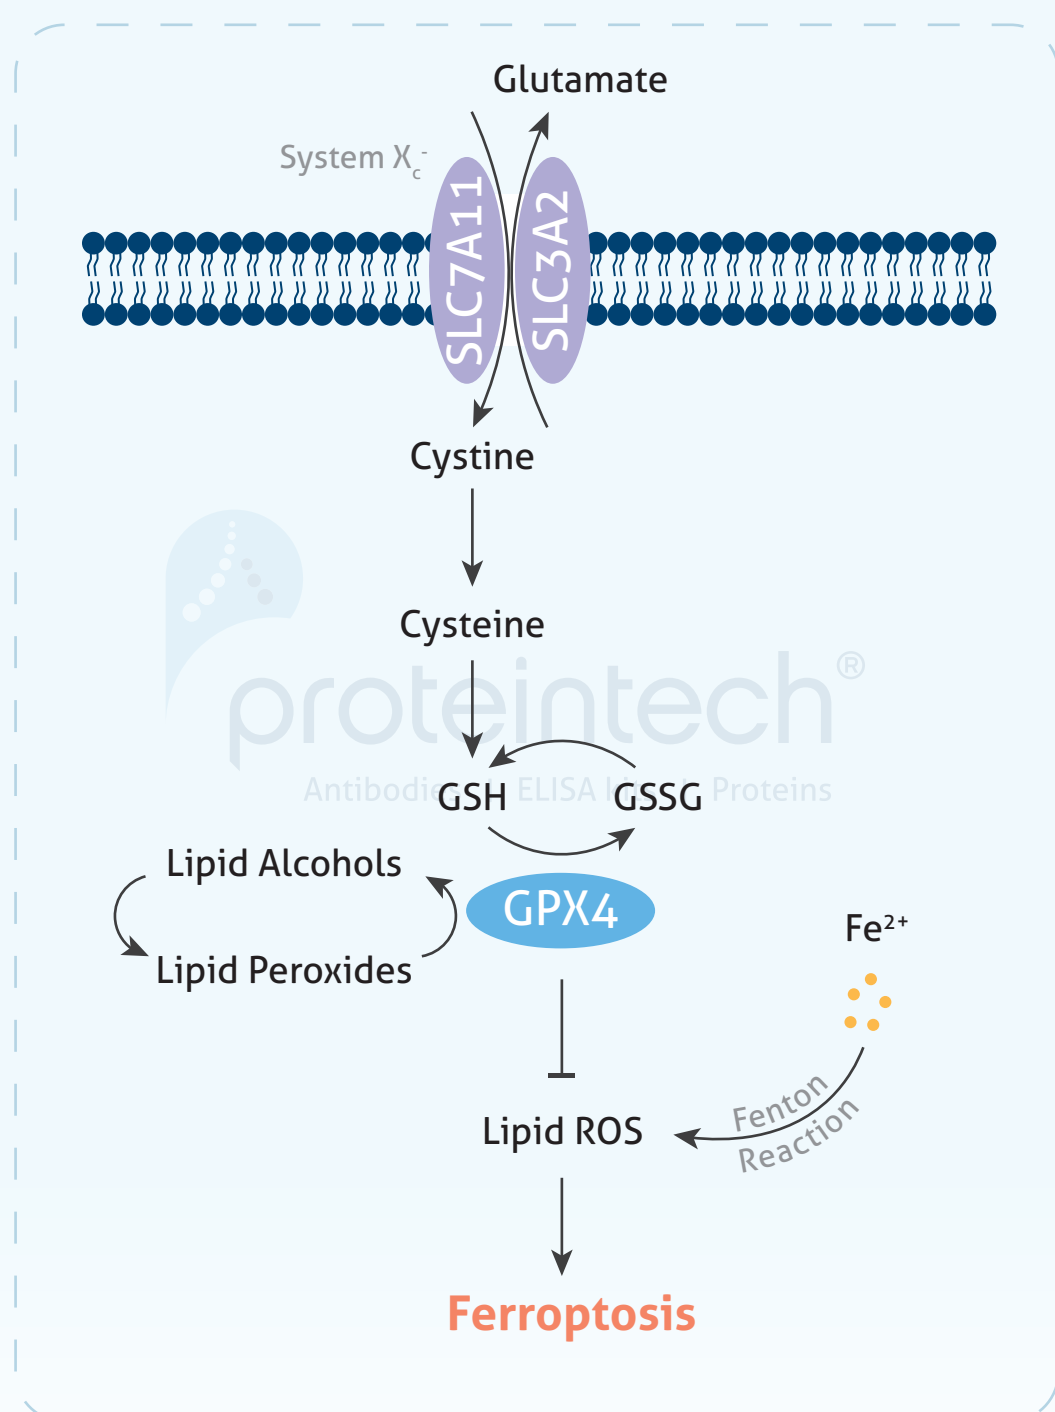 Glutamate
System X꜀⁻
SLC7A11
SLC3A2
Cystine
Cysteine
proteintech®
Antibodies | ELISA kits | Proteins
GSH
GSSG
Lipid Alcohols
GPX4
Fe²⁺
Lipid Peroxides
Fenton
Reaction
Lipid ROS
Ferroptosis